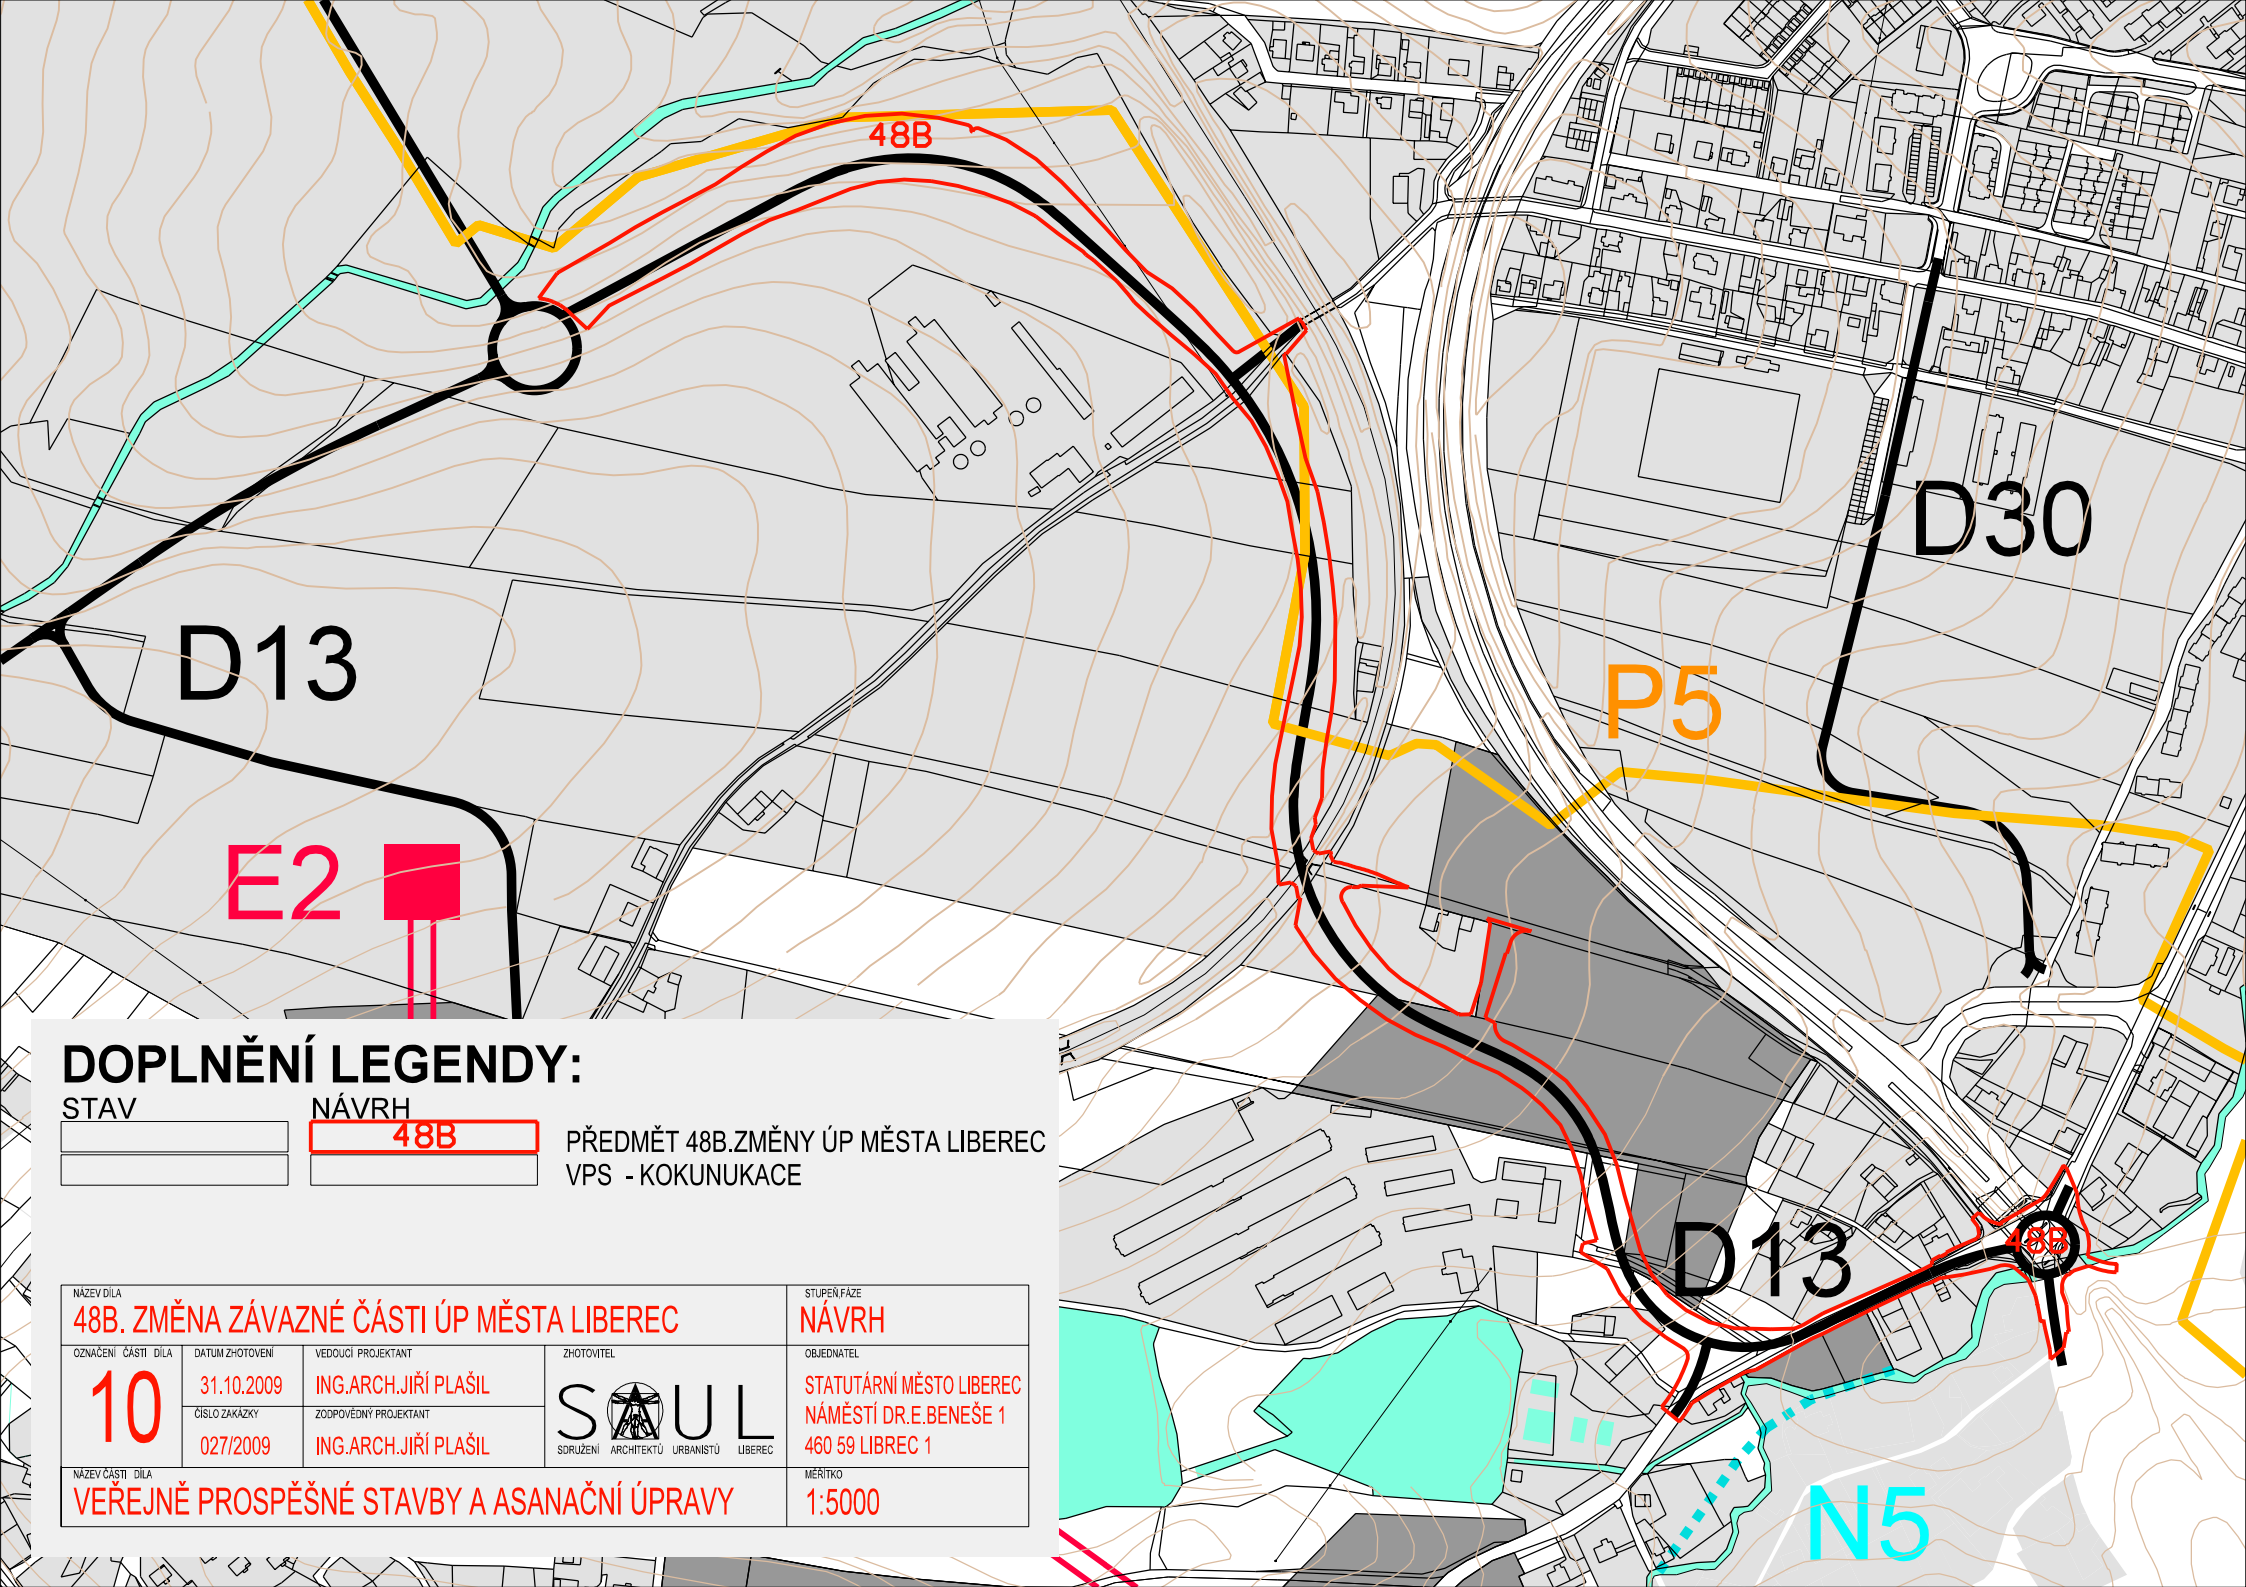 48B
D30
D13
P5
E2
D13
48B
N5
DOPLNĚNÍ LEGENDY:
STAV NÁVRH
48B
PŘEDMĚT 48B.ZMĚNY ÚP MĚSTA LIBEREC
VPS - KOKUNUKACE
NÁZEV DÍLA
48B. ZMĚNA ZÁVAZNÉ ČÁSTI ÚP MĚSTA LIBEREC
STUPEŇ,FÁZE
NÁVRH
OZNAČENÍ ČÁSTI DÍLA
10
DATUM ZHOTOVENÍ
31.10.2009
ČÍSLO ZAKÁZKY
027/2009
VEDOUCÍ PROJEKTANT
ING.ARCH.JIŘÍ PLAŠIL
ZODPOVĚDNÝ PROJEKTANT
ING.ARCH.JIŘÍ PLAŠIL
ZHOTOVITEL
SAUL
SDRUŽENÍ ARCHITEKTŮ URBANISTŮ LIBEREC
OBJEDNATEL
STATUTÁRNÍ MĚSTO LIBEREC
NÁMĚSTÍ DR.E.BENEŠE 1
460 59 LIBREC 1
NÁZEV ČÁSTI DÍLA
VEŘEJNĚ PROSPĚŠNÉ STAVBY A ASANAČNÍ ÚPRAVY
MĚŘÍTKO
1:5000